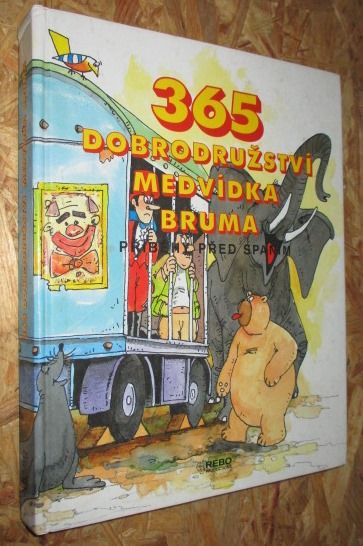 365
DOBRODRUŽSTVÍ
MEDVÍDKA
BRUMA
PŘÍBĚHY PŘED SPANÍM
REBO